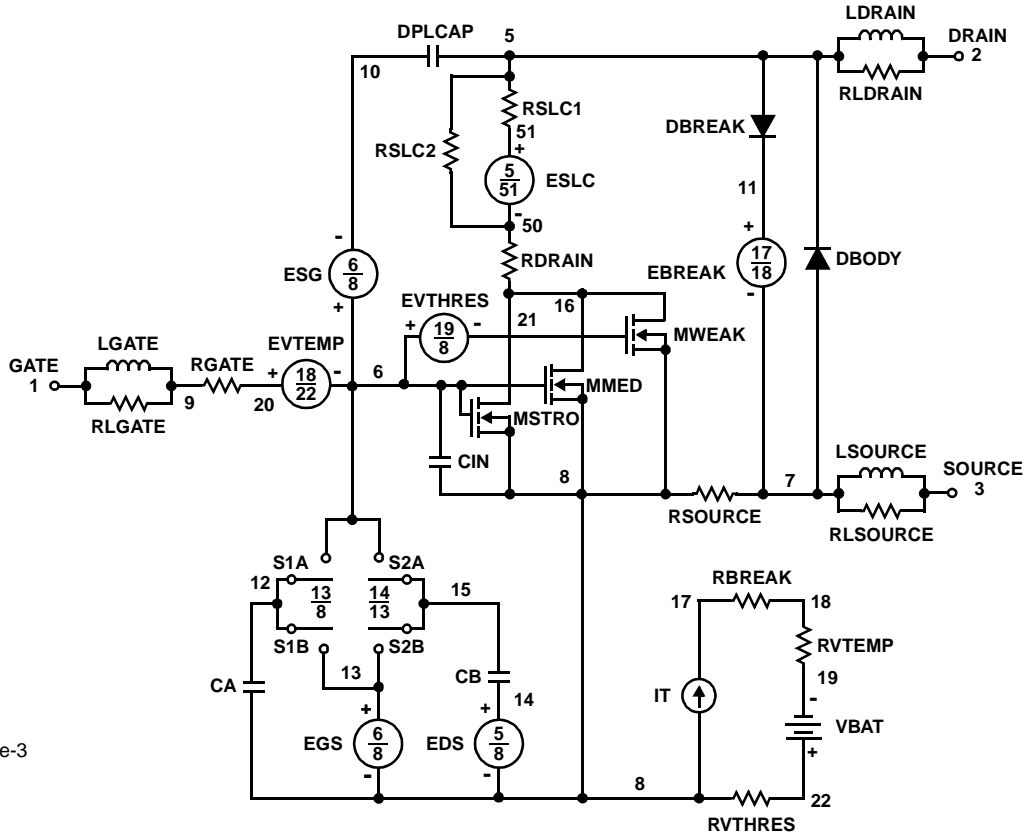 LDRAIN
DPLCAP
5
DRAIN
2
10
RLDRAIN
RSLC1
51
DBREAK
RSLC2
+
5
51
ESLC
11
-
50
-
+
RDRAIN
17
18
DBODY
ESG
6
8
EBREAK
-
EVTHRES
16
+
21
+
19
8
-
MWEAK
LGATE
EVTEMP
GATE
1
RGATE
+
18
22
-
6
MMED
9
20
MSTRO
RLGATE
CIN
LSOURCE
8
7
SOURCE
3
RSOURCE
RLSOURCE
S1A
S2A
12
13
8
14
13
15
RBREAK
17
18
S1B
S2B
RVTEMP
13
CB
19
CA
14
IT
-
+
+
VBAT
EGS
6
8
EDS
5
8
+
e-3
-
-
8
22
RVTHRES